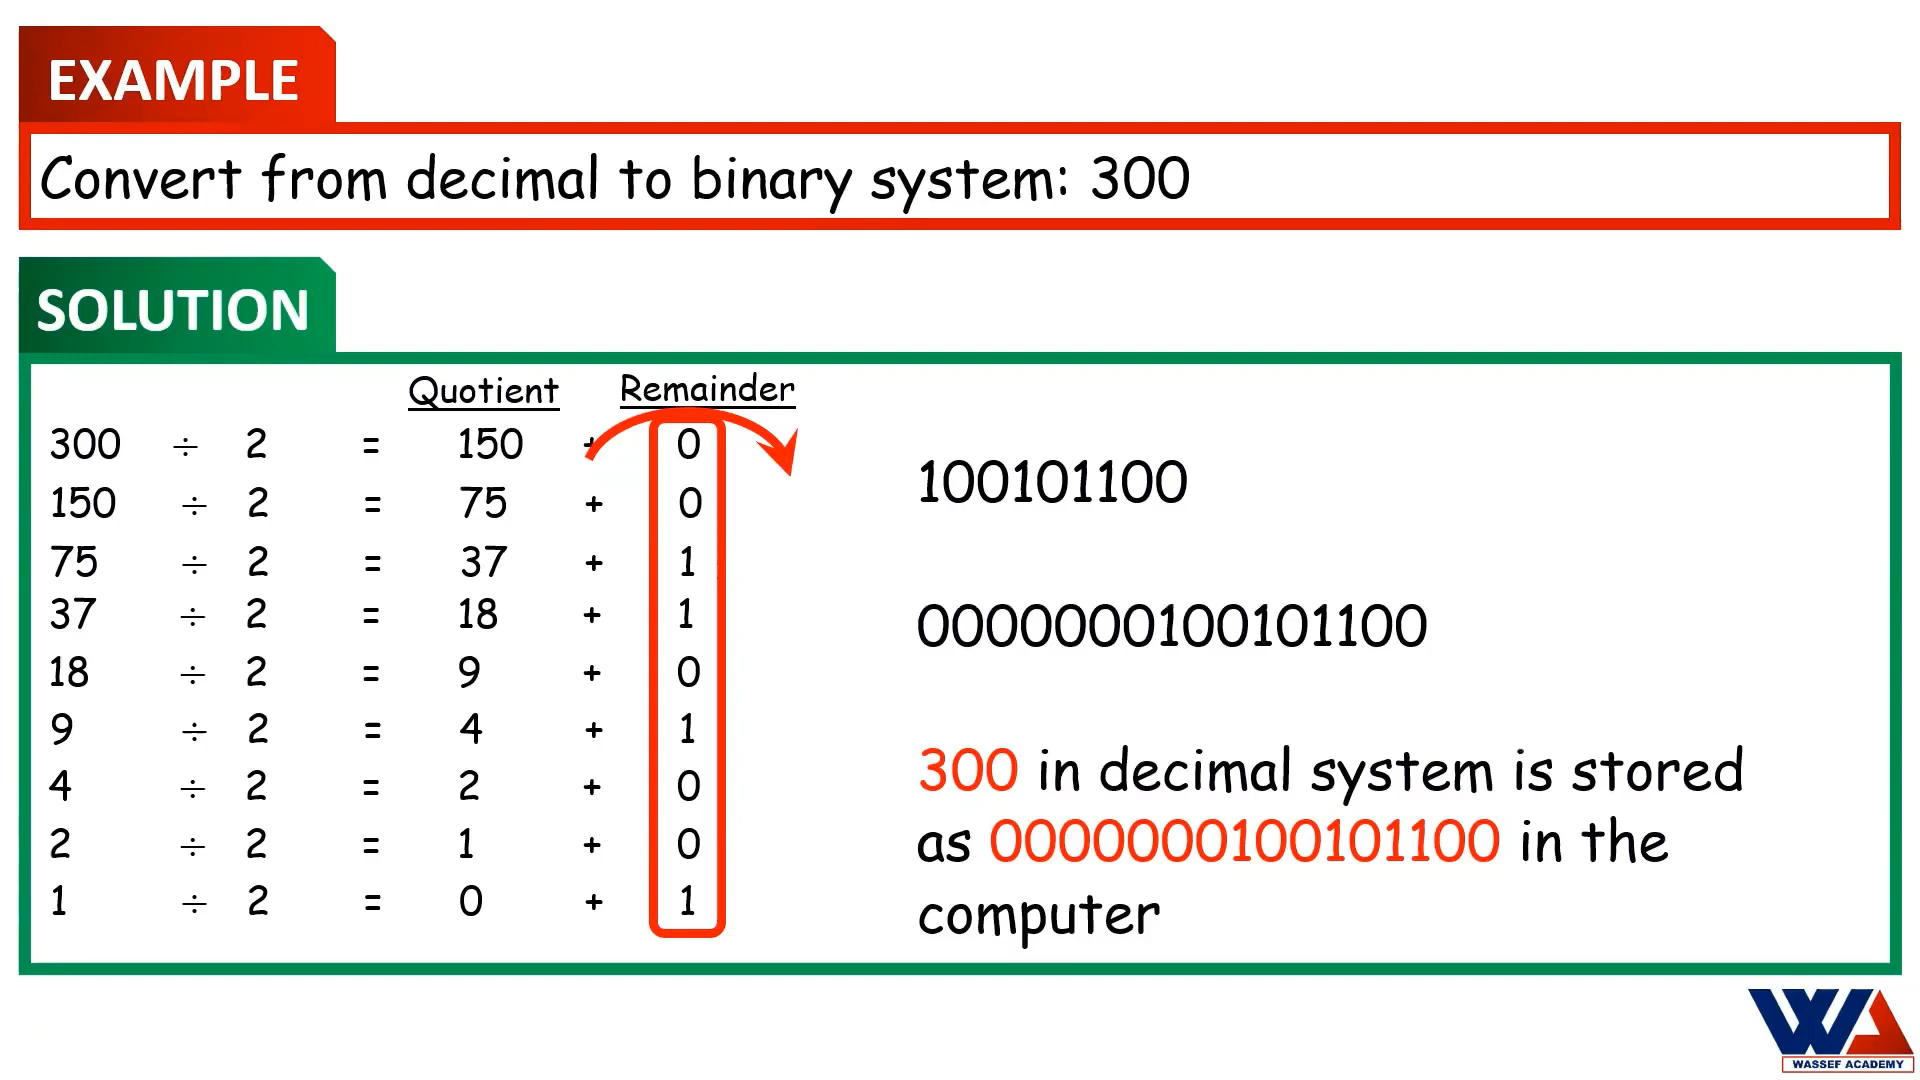 EXAMPLE
Convert from decimal to binary system: 300
SOLUTION
Quotient Remainder
300 ÷ 2 = 150 + 0
150 ÷ 2 = 75 + 0
75 ÷ 2 = 37 + 1
37 ÷ 2 = 18 + 1
18 ÷ 2 = 9 + 0
9 ÷ 2 = 4 + 1
4 ÷ 2 = 2 + 0
2 ÷ 2 = 1 + 0
1 ÷ 2 = 0 + 1
100101100
0000000100101100
300 in decimal system is stored
as 0000000100101100 in the
computer
WA
WASSEF ACADEMY